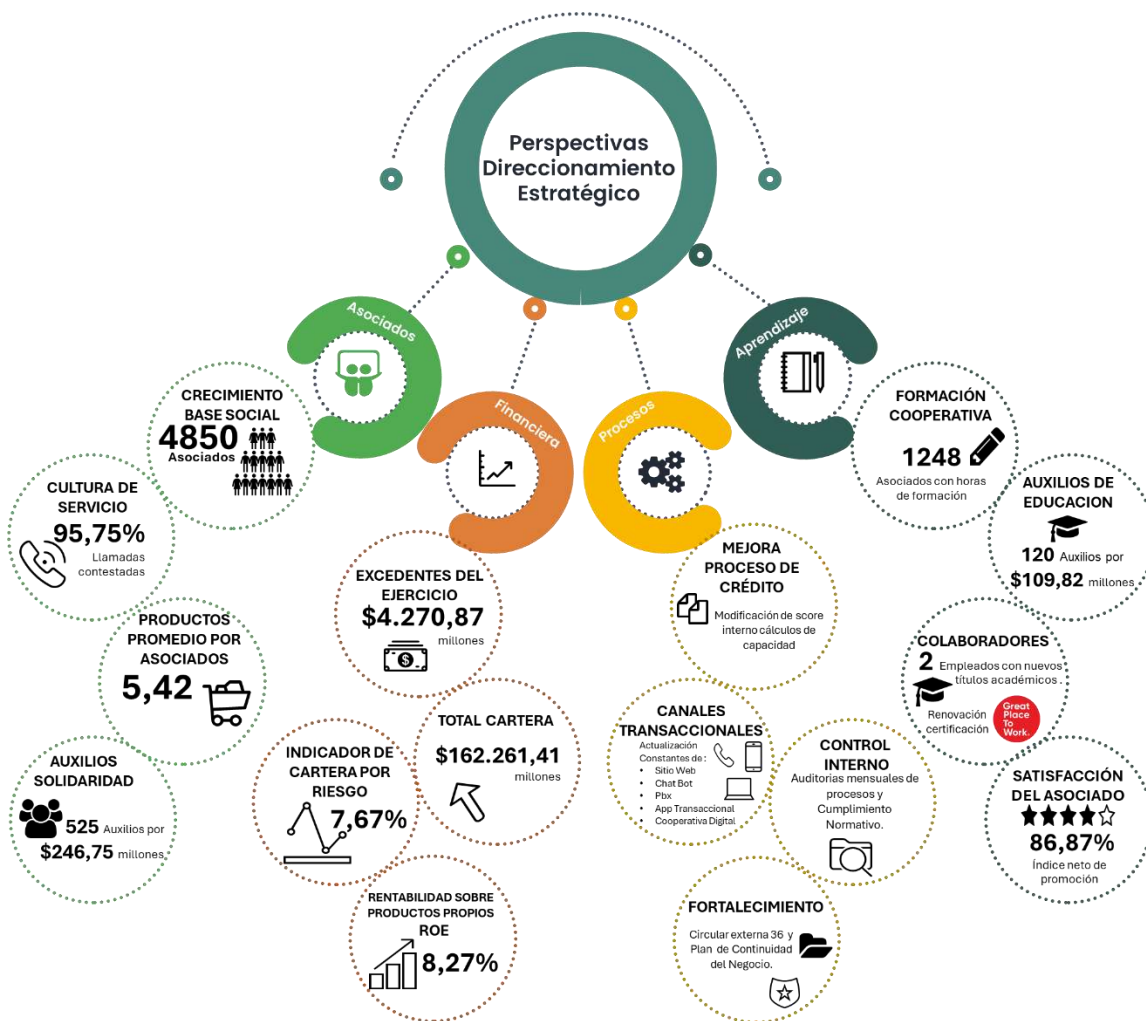 Perspectivas
Direccionamiento
Estratégico
Asociados
Financiera
Procesos
Aprendizaje
CRECIMIENTO
BASE SOCIAL
4850
Asociados
CULTURA DE
SERVICIO
95,75%
Llamadas
contestadas
PRODUCTOS
PROMEDIO POR
ASOCIADOS
5,42
AUXILIOS
SOLIDARIDAD
525 Auxilios por
$246,75 millones
EXCEDENTES DEL
EJERCICIO
$4.270,87
millones
TOTAL CARTERA
$162.261,41
millones
INDICADOR DE
CARTERA POR
RIESGO
7,67%
RENTABILIDAD SOBRE
PRODUCTOS PROPIOS
ROE
8,27%
MEJORA
PROCESO DE
CRÉDITO
Modificación de score
interno cálculos de
capacidad
CANALES
TRANSACCIONALES
Actualización
Constantes de :
• Sitio Web
• Chat Bot
• Pbx
• App Transaccional
• Cooperativa Digital
CONTROL
INTERNO
Auditorias mensuales de
procesos y
Cumplimiento
Normativo.
FORTALECIMIENTO
Circular externa 36 y
Plan de Continuidad
del Negocio.
FORMACIÓN
COOPERATIVA
1248
Asociados con horas
de formación
AUXILIOS DE
EDUCACION
120 Auxilios por
$109,82 millones
COLABORADORES
2 Empleados con nuevos
títulos académicos .
Renovación
certificación
Great
Place
To
Work.
SATISFACCIÓN
DEL ASOCIADO
86,87%
Índice neto de
promoción